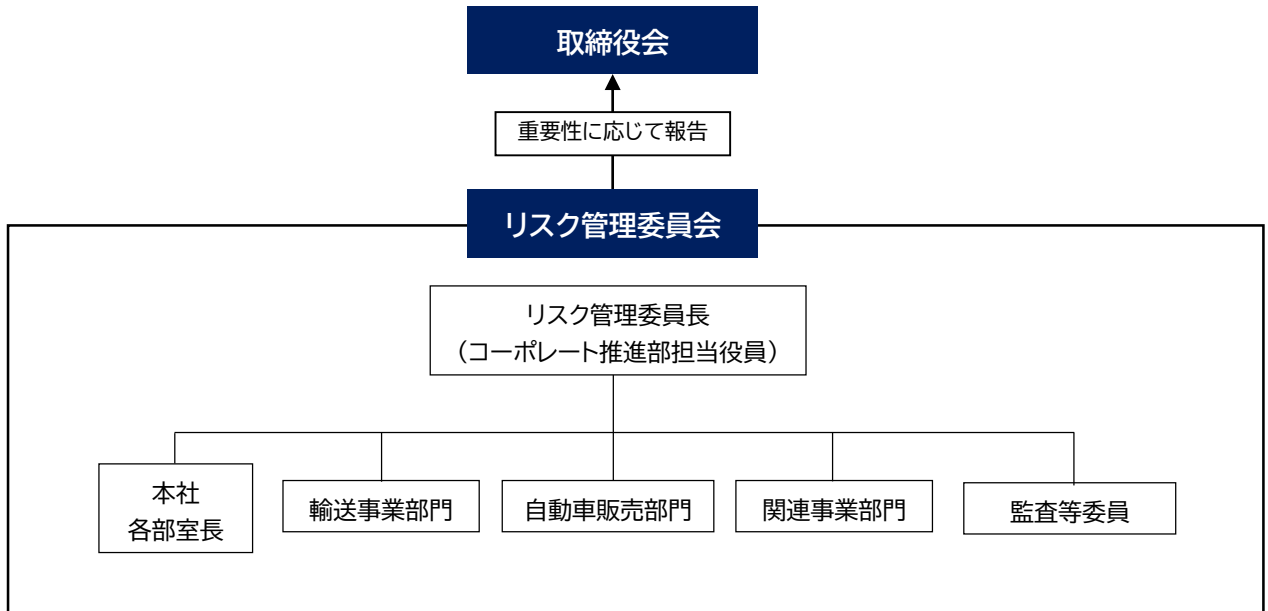 取締役会
重要性に応じて報告
リスク管理委員会
リスク管理委員長
（コーポレート推進部担当役員）
本社
各部室長
輸送事業部門
自動車販売部門
関連事業部門
監査等委員